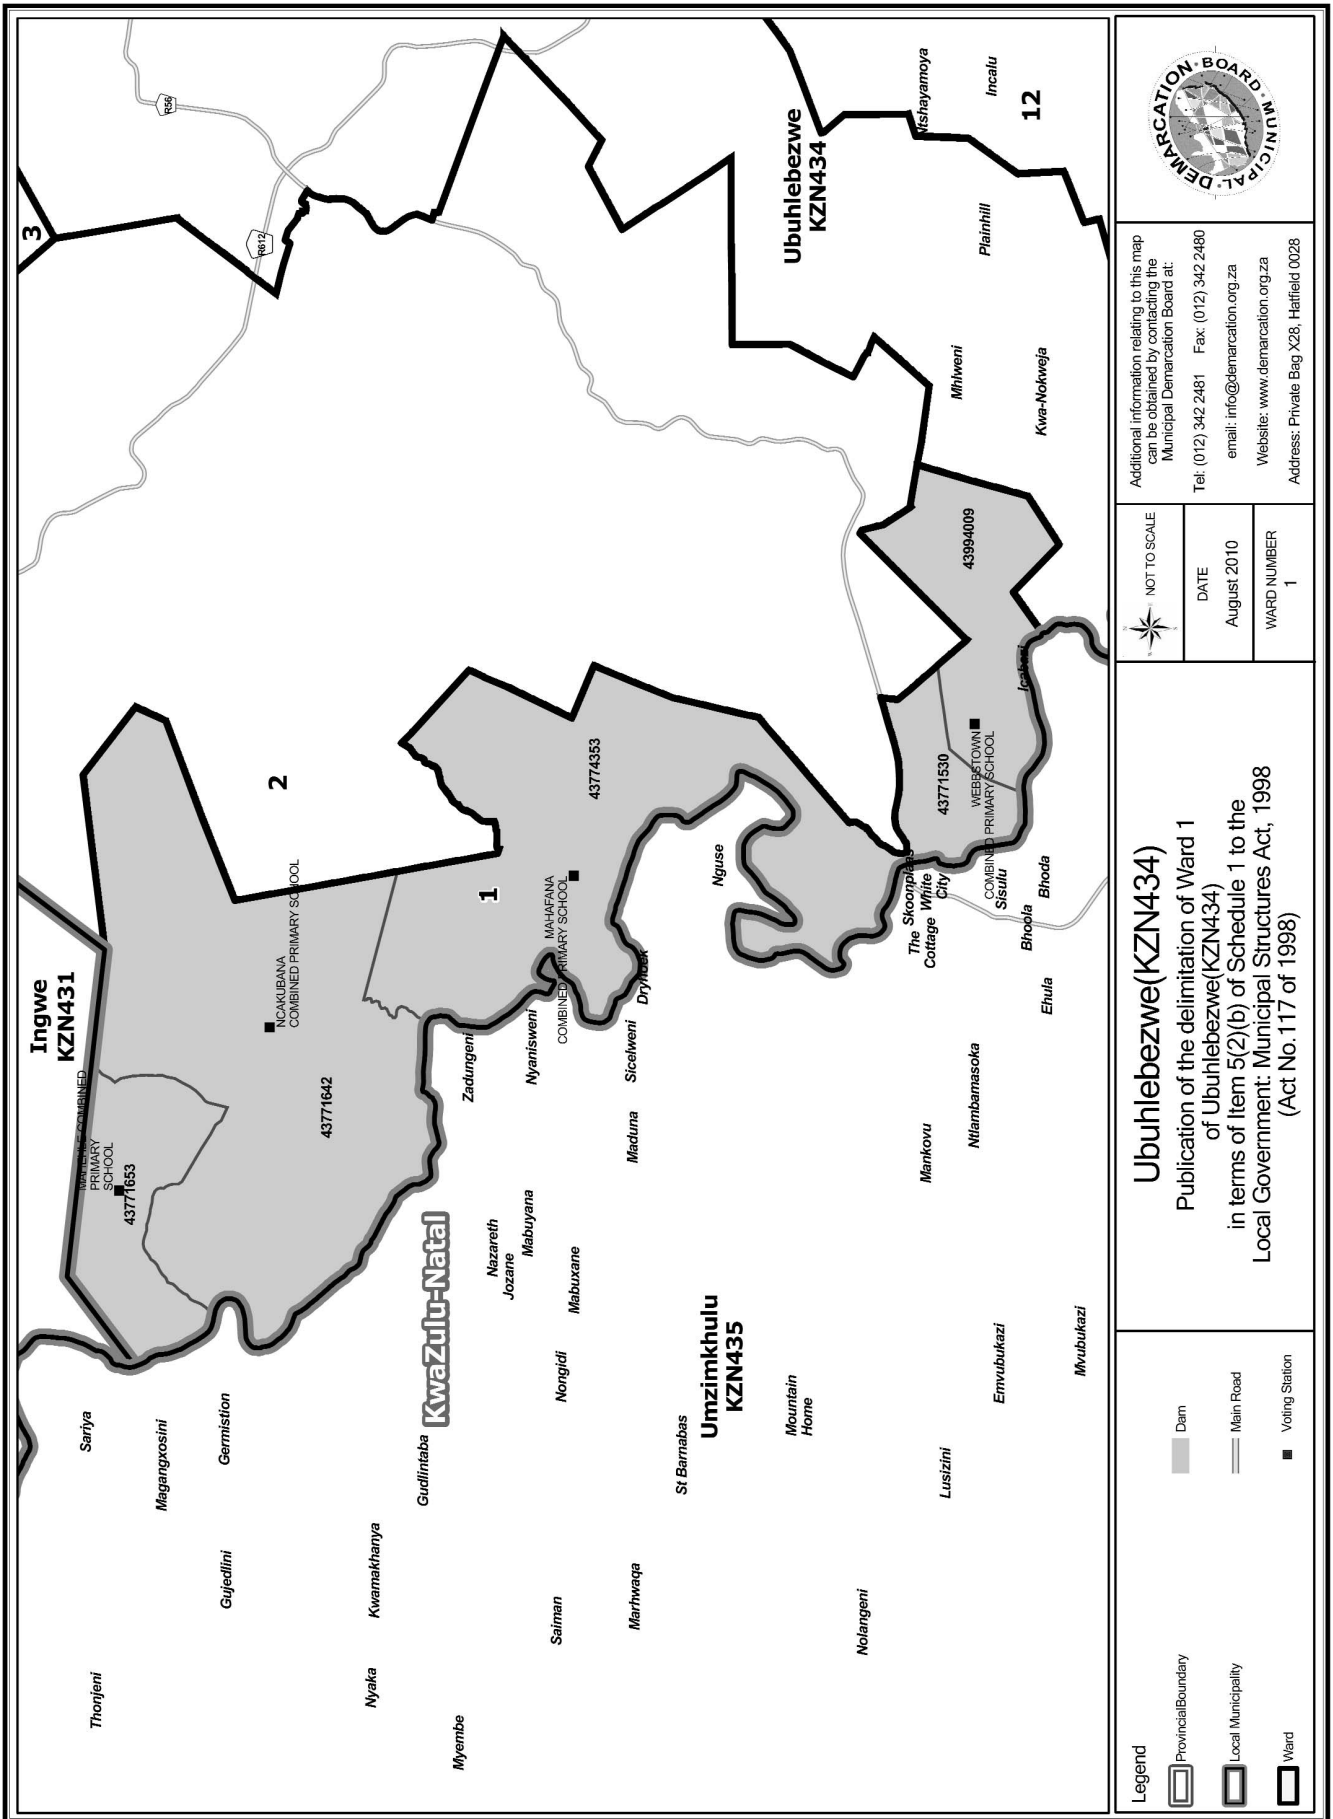 3
R56
R612
Ingwe
KZN431
2
1
12
Ubuhlebezwe
KZN434
Ntshayamoya
Incalu
Plainhill
Mhlweni
Kwa-Nokweja
43994009
43774353
43771530
WEBBSTOWN
COMBINED PRIMARY SCHOOL
NCAKUBANA
COMBINED PRIMARY SCHOOL
MAHAFANA
COMBINED PRIMARY SCHOOL
COMBINED
PRIMARY
SCHOOL
43771653
43771642
Nguse
The Skoonplaas
Cottage
White
City
Sisulu
Bhoola
Bhoda
Ehula
Zadungeni
Nyanisweni
Sicelweni
Maduna
Mankovu
Ntlambamasoka
KwaZulu-Natal
Nazareth
Jozane
Mabuyana
Mabuxane
Nongidi
Umzimkhulu
KZN435
Mountain
Home
Emvubukazi
Mvubukazi
Sariya
Magangxosini
Germistion
Gudlintaba
St Barnabas
Lusizini
Gujedlini
Kwamakhanya
Saiman
Marhwaqa
Nolangeni
Thonjeni
Nyaka
Myembe
Legend
ProvincialBoundary
Local Municipality
Ward
Dam
Main Road
Voting Station
Ubuhlebezwe(KZN434)
Publication of the delimitation of Ward 1
of Ubuhlebezwe(KZN434)
in terms of Item 5(2)(b) of Schedule 1 to the
Local Government: Municipal Structures Act, 1998
(Act No.117 of 1998)
NOT TO SCALE
DATE
August 2010
WARD NUMBER
1
Additional information relating to this map
can be obtained by contacting the
Municipal Demarcation Board at:
Tel: (012) 342 2481 Fax: (012) 342 2480
email: info@demarcation.org.za
Website: www.demarcation.org.za
Address: Private Bag X28, Hatfield 0028
MUNICIPAL DEMARCATION BOARD